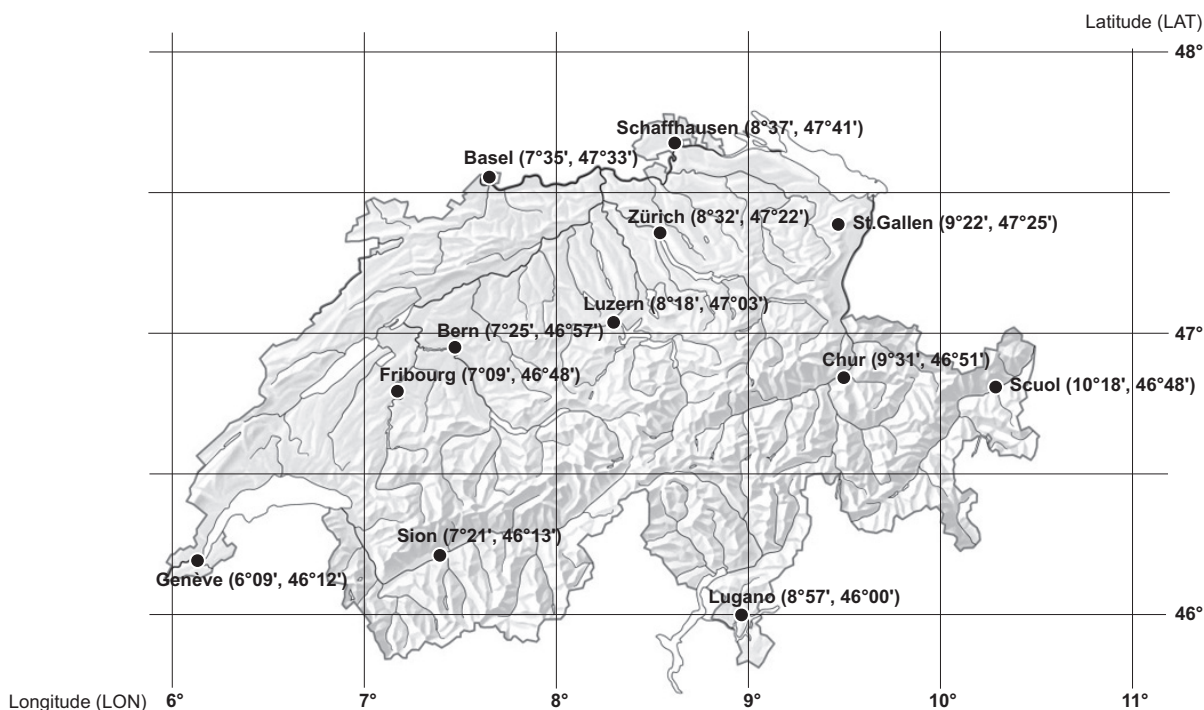 Latitude (LAT)
48°
Schaffhausen (8°37', 47°41')
Basel (7°35', 47°33')
Zürich (8°32', 47°22')
St.Gallen (9°22', 47°25')
Luzern (8°18', 47°03')
Bern (7°25', 46°57')
47°
Chur (9°31', 46°51')
Fribourg (7°09', 46°48')
Scuol (10°18', 46°48')
Sion (7°21', 46°13')
Genève (6°09', 46°12')
Lugano (8°57', 46°00')
46°
Longitude (LON) 6° 7° 8° 9° 10° 11°